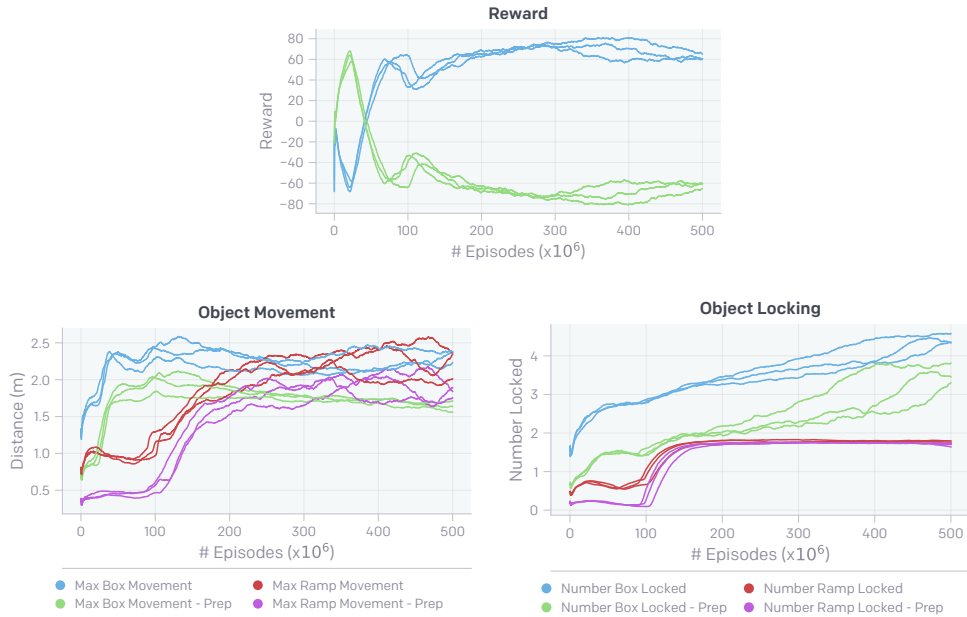 Reward
80
60
40
20
0
−20
−40
−60
−80
Reward
0 100 200 300 400 500
# Episodes (x10⁶)
Object Movement
2.5
2.0
1.5
1.0
0.5
Distance (m)
0 100 200 300 400 500
# Episodes (x10⁶)
Max Box Movement
Max Ramp Movement
Max Box Movement - Prep
Max Ramp Movement - Prep
Object Locking
4
3
2
1
0
Number Locked
0 100 200 300 400 500
# Episodes (x10⁶)
Number Box Locked
Number Ramp Locked
Number Box Locked - Prep
Number Ramp Locked - Prep